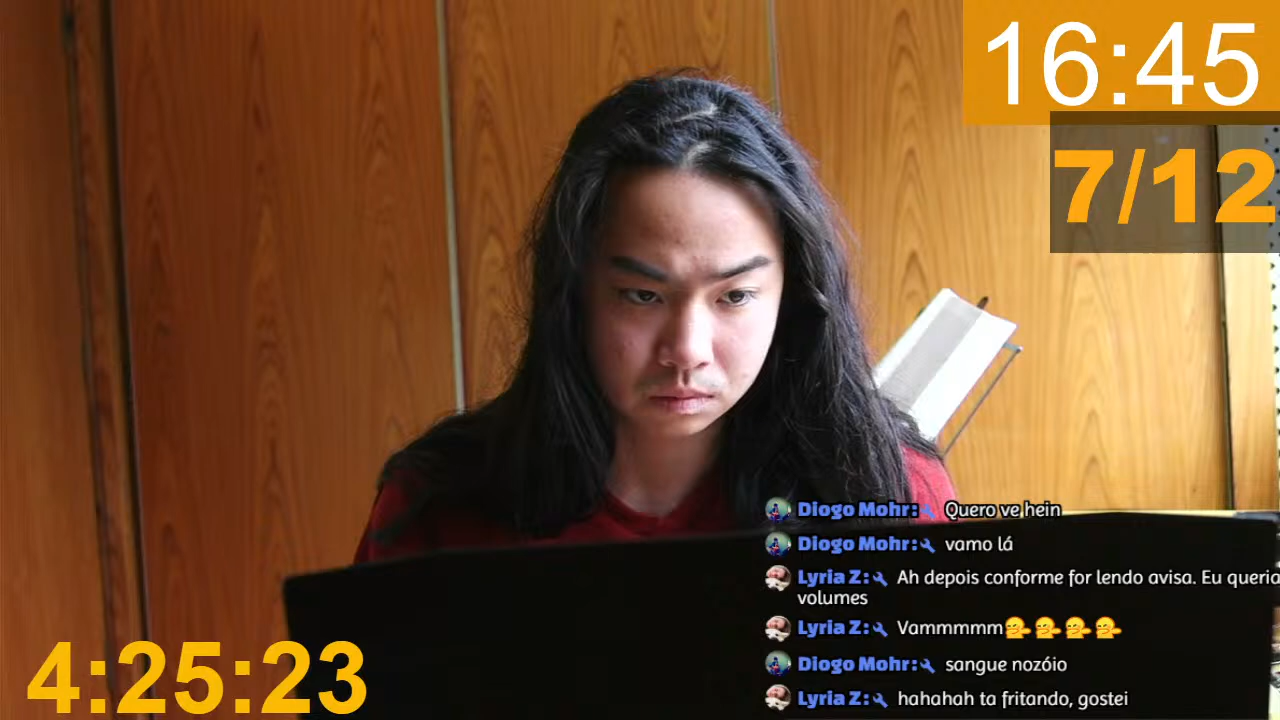 16:45
7/12
Diogo Mohr: Quero ve hein
Diogo Mohr: vamo lá
Lyria Z: Ah depois conforme for lendo avisa. Eu queria
volumes
Lyria Z: Vammmmm
Diogo Mohr: sangue nozóio
Lyria Z: hahahah ta fritando, gostei
4:25:23